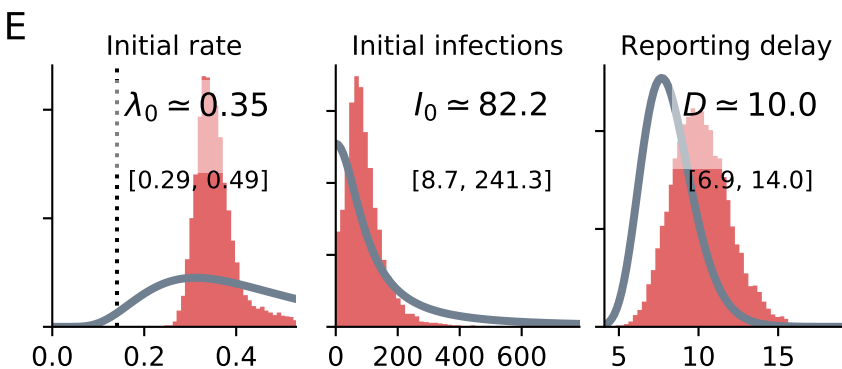 E
Initial rate
λ0 ≃ 0.35
[0.29, 0.49]
0.0 0.2 0.4
Initial infections
I0 ≃ 82.2
[8.7, 241.3]
0 200 400 600
Reporting delay
D ≃ 10.0
[6.9, 14.0]
5 10 15